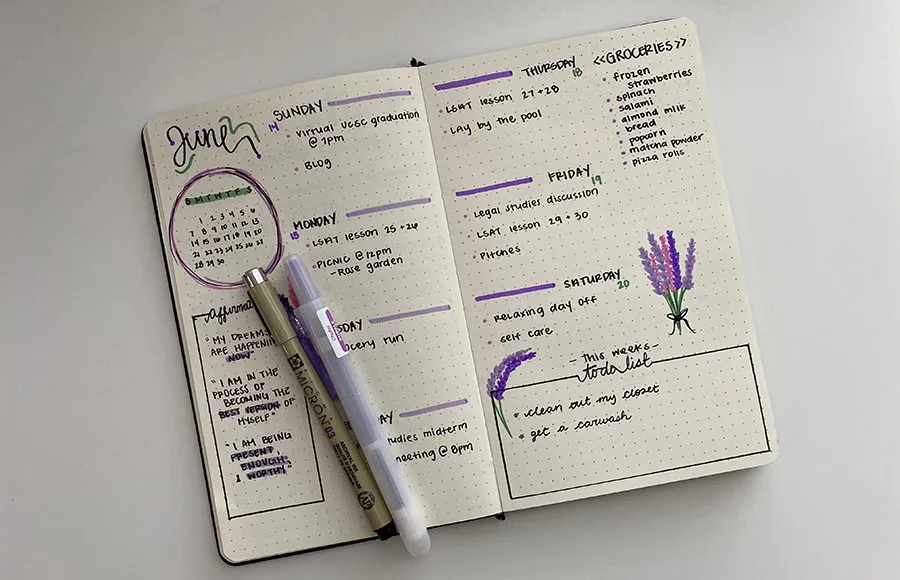 June
S M T W T F S
1 2 3 4 5 6
7 8 9 10 11 12 13
14 15 16 17 18 19 20
21 22 23 24 25 26 27
28 29 30
Affirmat
"MY DREAMS
ARE HAPPENING
NOW"
"I AM IN THE
PROCESS OF
BECOMING THE
BEST VERSION OF
MYSELF"
"I AM BEING
PRESENT,
ENOUGH,
& WORTHY"
SUNDAY
14
VIRTUAL UCSC graduation
@ 7pm
BLOG
MONDAY
15
LSAT lesson 25 + 26
PICNIC @ 12pm
- Rose garden
SDAY
cery run
AY
tudies midterm
meeting @ 8pm
MICRON 03
THURSDAY
18
LSAT lesson 27 + 28
LAY by the pool
FRIDAY
19
Legal studies discussion
LSAT lesson 29 + 30
Pitches
SATURDAY
20
Relaxing day off
self care
<<GROCERIES>>
frozen
strawberries
spinach
salami
almond milk
bread
popcorn
matcha powder
pizza rolls
- This weeks -
to do list
clean out my closet
get a carwash